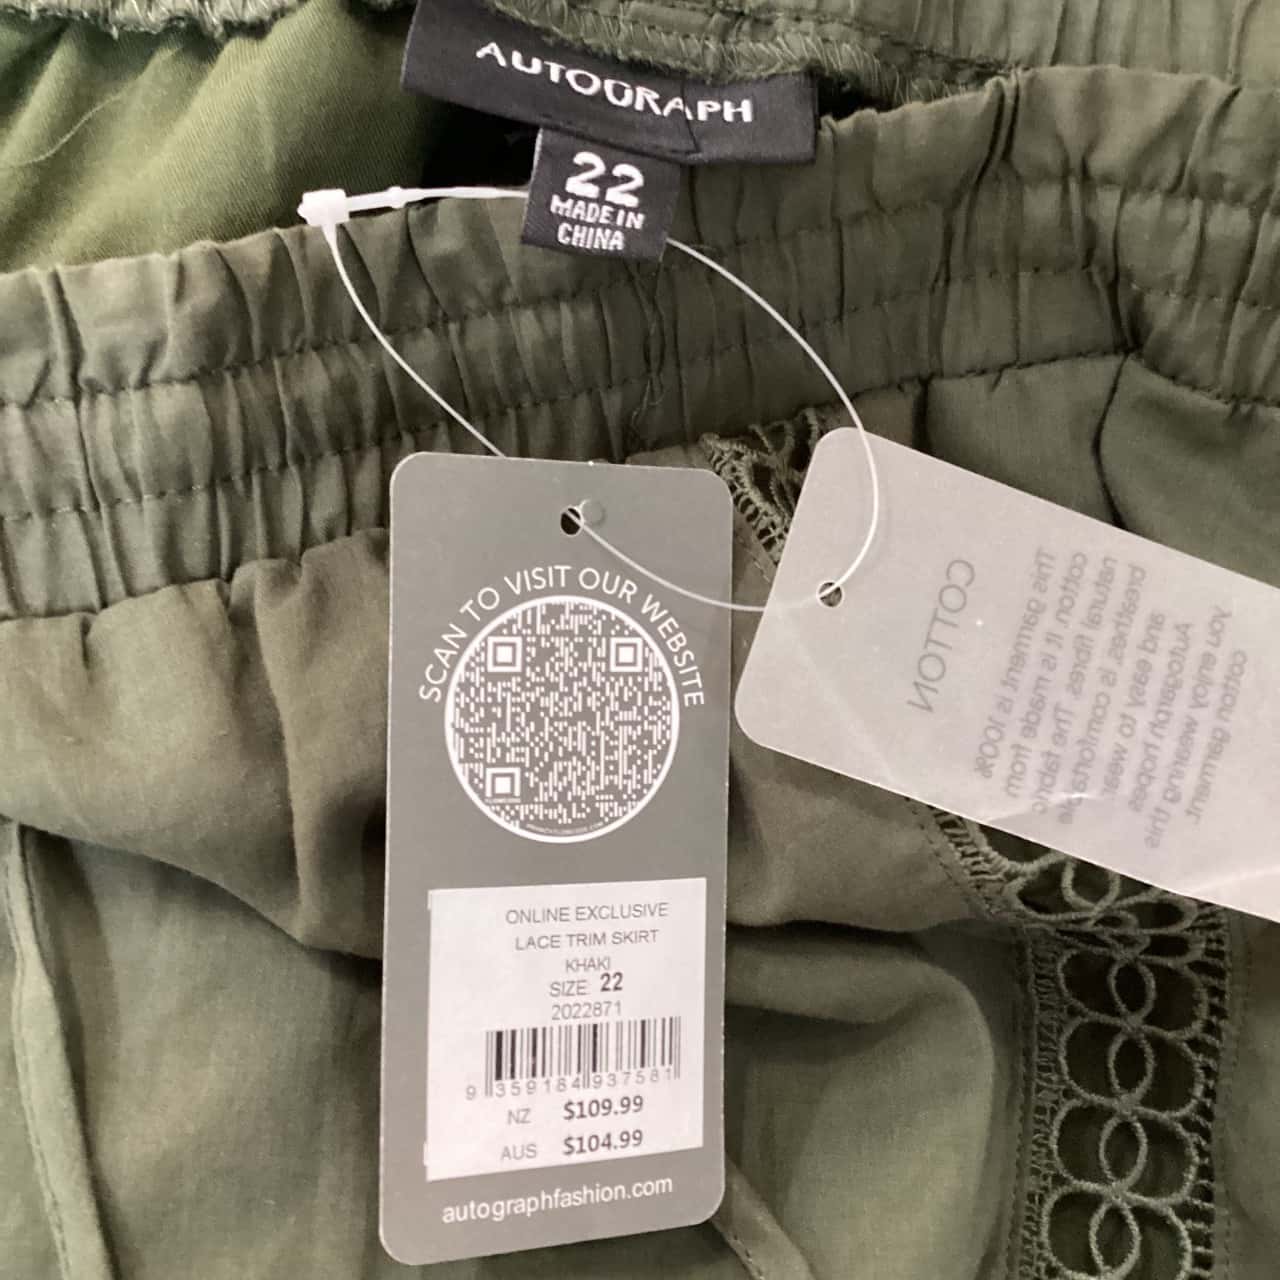 AUTOGRAPH
22
MADE IN
CHINA
SCAN TO VISIT OUR WEBSITE
ONLINE EXCLUSIVE
LACE TRIM SKIRT
KHAKI
SIZE: 22
2022871
9 359184 937581
NZ $109.99
AUS $104.99
autographfashion.com
COTTON
This garment is 100%
cotton. It is made from
natural fibres. The fabric
breathes, is comfortable
and easy to wear.
Autograph hopes
you enjoy wearing this
cotton garment.